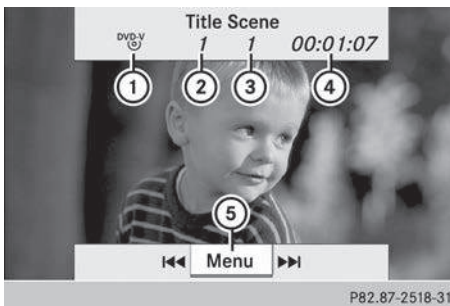 Title Scene
DVD-V 1 1 00:01:07
1 2 3 4
5
Menu
P82.87-2518-31